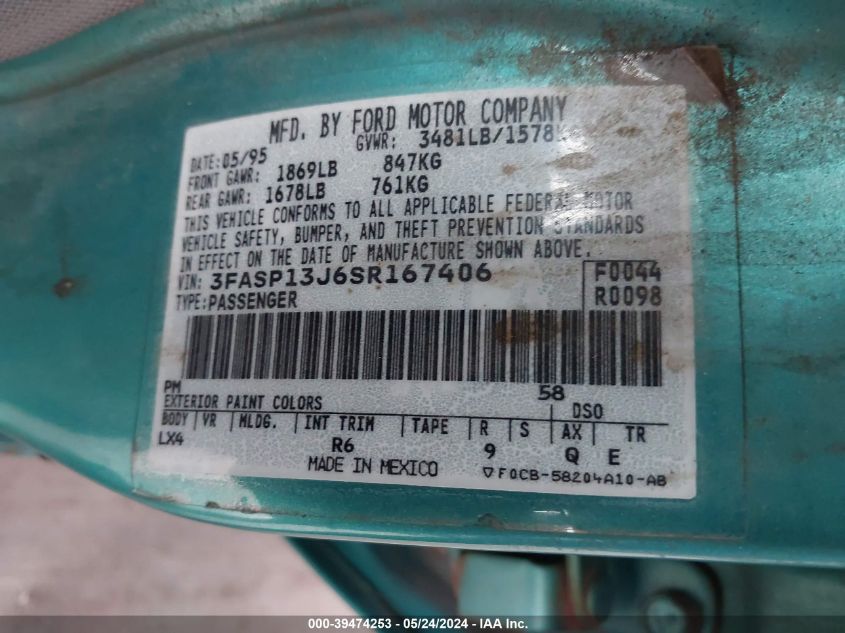 MFD. BY FORD MOTOR COMPANY
DATE: 05/95 GVWR: 3481LB/1578
FRONT GAWR: 1869LB 847KG
REAR GAWR: 1678LB 761KG
THIS VEHICLE CONFORMS TO ALL APPLICABLE FEDERAL MOTOR
VEHICLE SAFETY, BUMPER, AND THEFT PREVENTION STANDARDS
IN EFFECT ON THE DATE OF MANUFACTURE SHOWN ABOVE.
VIN: 3FASP13J6SR167406 F0044
TYPE: PASSENGER R0098
PM 58
EXTERIOR PAINT COLORS DSO
BODY VR MLDG. INT TRIM TAPE R S AX TR
LX4 R6 9 Q E
MADE IN MEXICO ▽F0CB-58204A10-AB
000-39474253 - 05/24/2024 - IAA Inc.